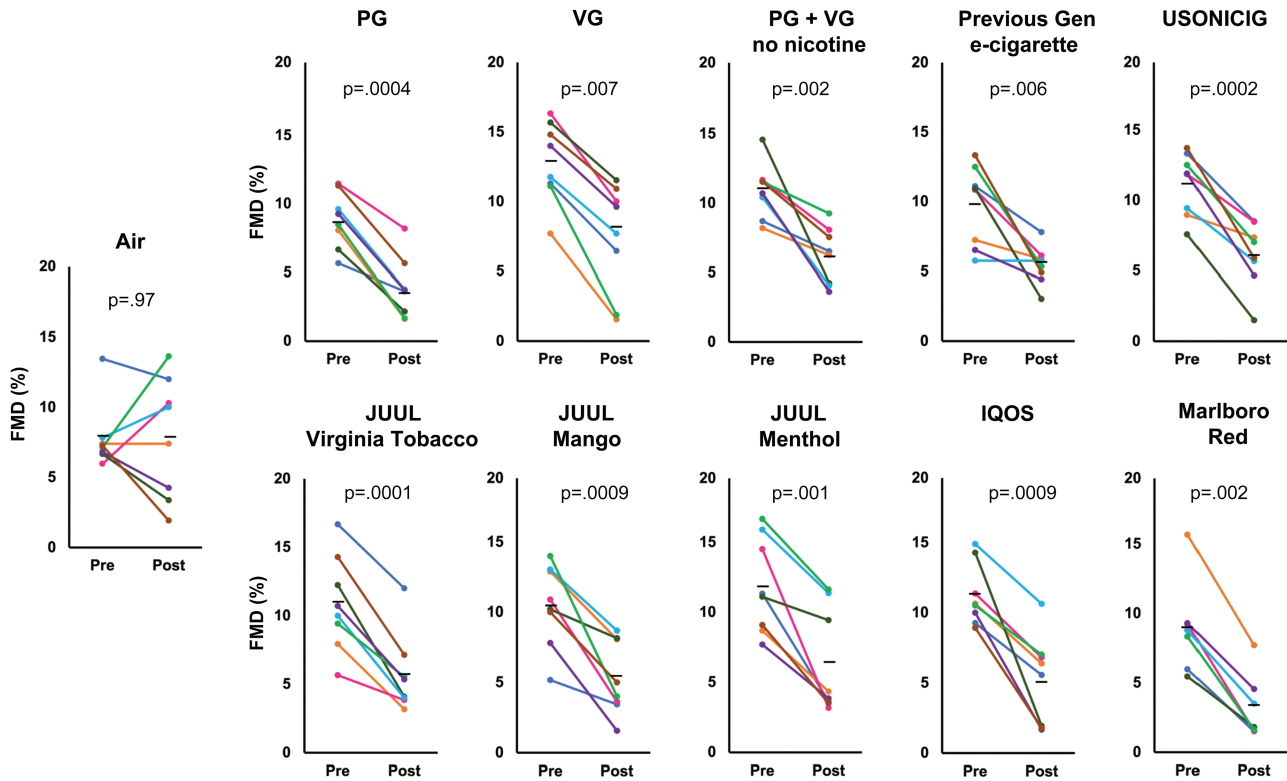 Air
p=.97
FMD (%)
20
15
10
5
0
Pre Post
PG
p=.0004
FMD (%)
20
15
10
5
0
Pre Post
VG
p=.007
20
15
10
5
0
Pre Post
PG + VG
no nicotine
p=.002
20
15
10
5
0
Pre Post
Previous Gen
e-cigarette
p=.006
20
15
10
5
0
Pre Post
USONICIG
p=.0002
20
15
10
5
0
Pre Post
JUUL
Virginia Tobacco
p=.0001
FMD (%)
20
15
10
5
0
Pre Post
JUUL
Mango
p=.0009
20
15
10
5
0
Pre Post
JUUL
Menthol
p=.001
20
15
10
5
0
Pre Post
IQOS
p=.0009
20
15
10
5
0
Pre Post
Marlboro
Red
p=.002
20
15
10
5
0
Pre Post